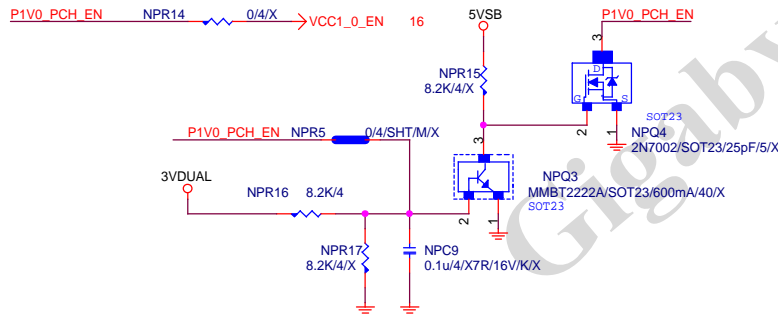 P1V0_PCH_EN NPR14 0/4/X VCC1_0_EN 16
5VSB
P1V0_PCH_EN
3
NPR15
8.2K/4/X
D
G S
SOT23
2 1
NPQ4
2N7002/SOT23/25pF/5/X
P1V0_PCH_EN NPR5 0/4/SHT/M/X
3
NPQ3
MMBT2222A/SOT23/600mA/40/X
SOT23
3VDUAL
NPR16 8.2K/4
2 1
NPR17
8.2K/4/X
NPC9
0.1u/4/X7R/16V/K/X
Gigaby